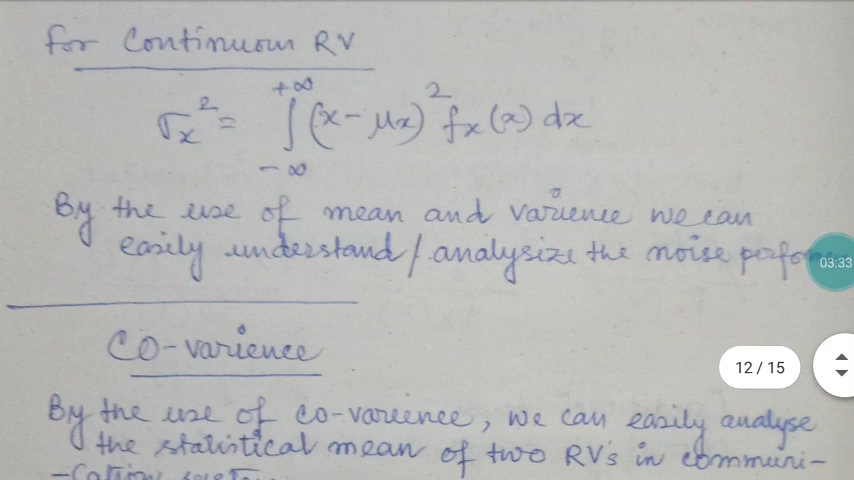 For Continuous RV
σx² = ∫₋∞^+∞ (x - μx)² fx(x) dx
By the use of mean and varience we can
easily understand / analysize the noise
03:33
CO-varience
12 / 15
By the use of co-varience, we can easily analyse
the statistical mean of two RV's in communi-